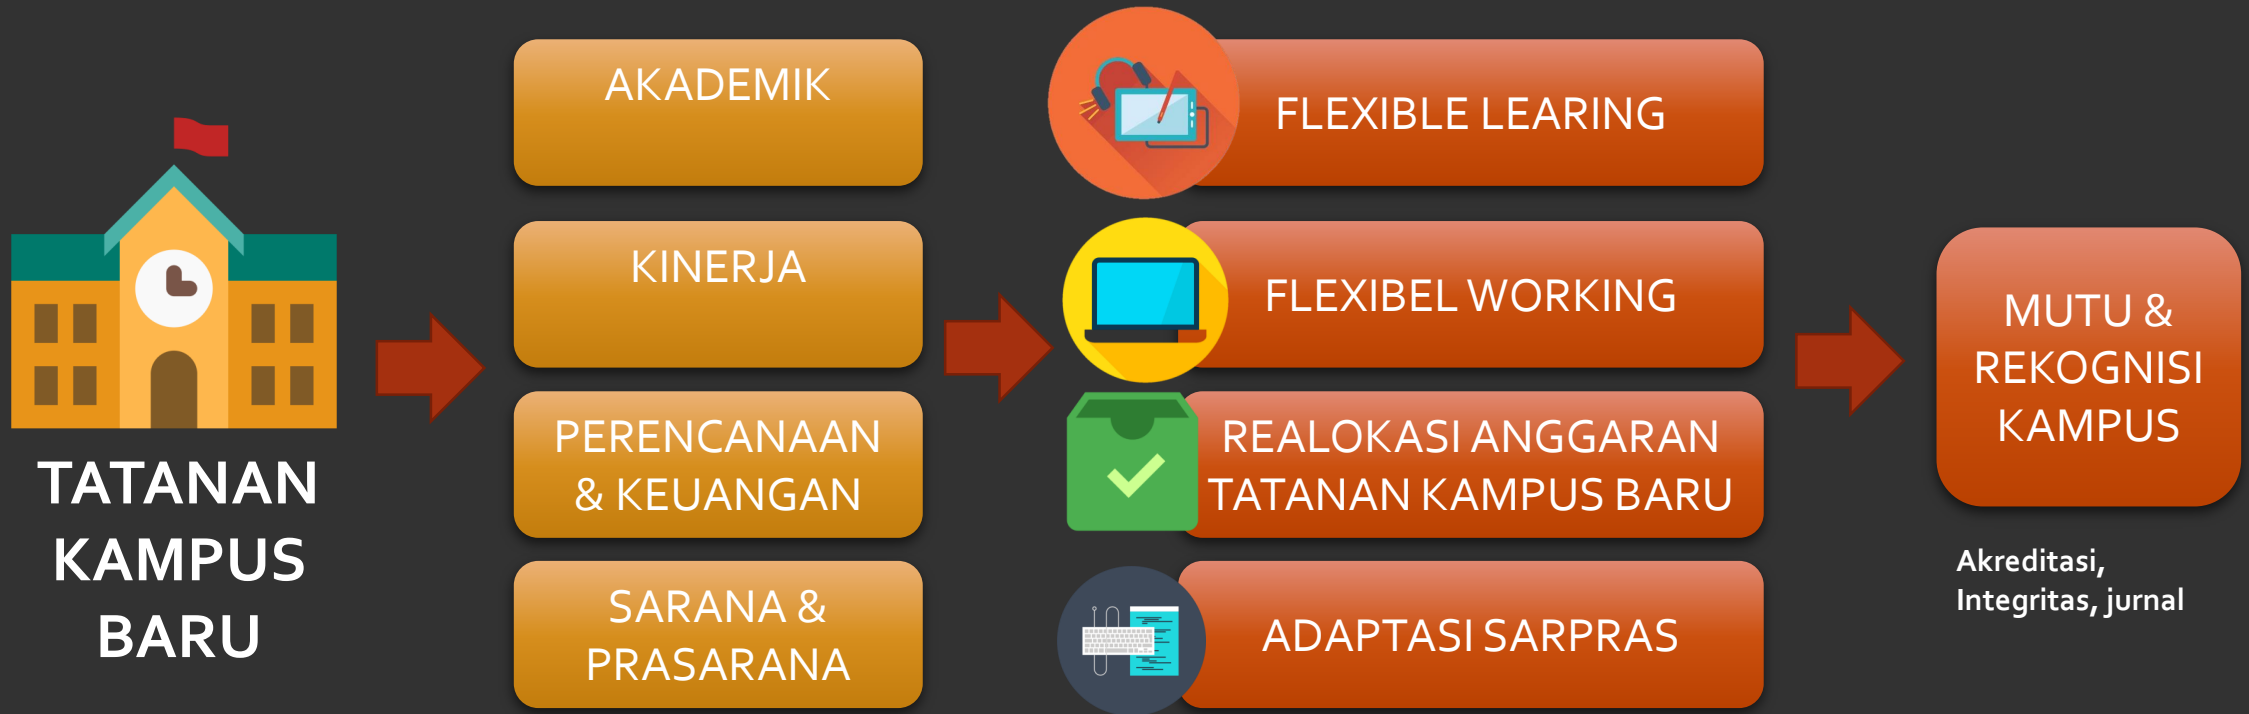 TATANAN
KAMPUS
BARU
AKADEMIK
KINERJA
PERENCANAAN
& KEUANGAN
SARANA &
PRASARANA
FLEXIBLE LEARING
FLEXIBEL WORKING
REALOKASI ANGGARAN
TATANAN KAMPUS BARU
ADAPTASI SARPRAS
MUTU &
REKOGNISI
KAMPUS
Akreditasi,
Integritas, jurnal